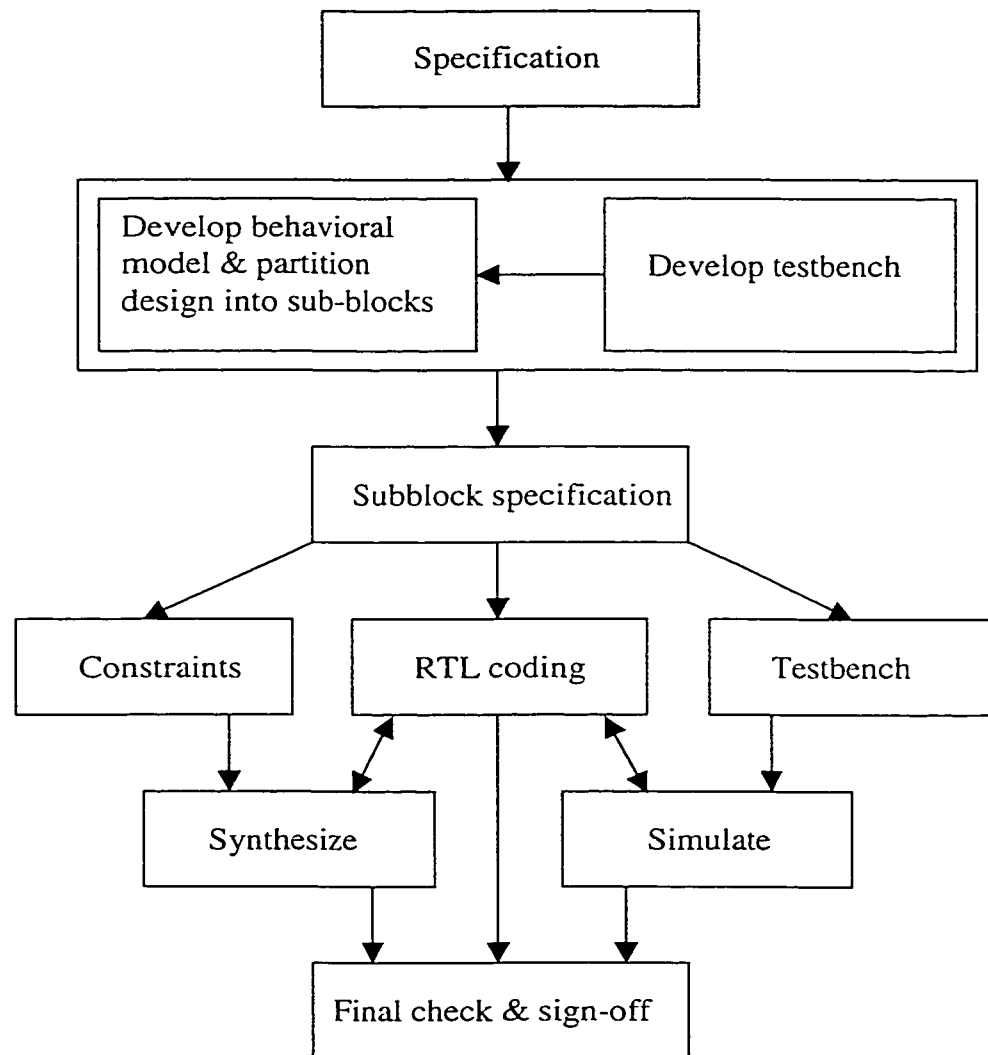 Specification
Develop behavioral
model & partition
design into sub-blocks
Develop testbench
Subblock specification
Constraints
RTL coding
Testbench
Synthesize
Simulate
Final check & sign-off